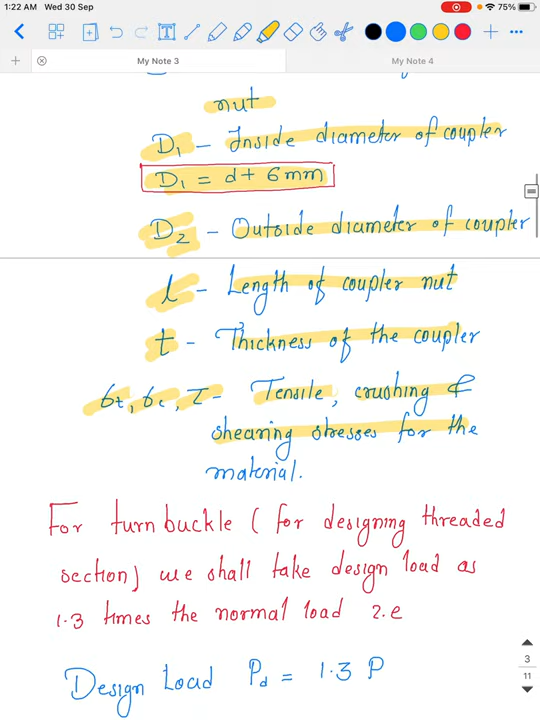 1:22 AM Wed 30 Sep
75%
My Note 3
My Note 4
nut
D₁ - Inside diameter of coupler
D₁ = d + 6mm
D₂ - Outside diameter of coupler
l - Length of coupler nut
t - Thickness of the coupler
σt, σc, τ - Tensile, crushing &
shearing stresses for the
material.
For turnbuckle (for designing threaded
section) we shall take design load as
1.3 times the normal load i.e
Design Load Pd = 1.3 P
3
11